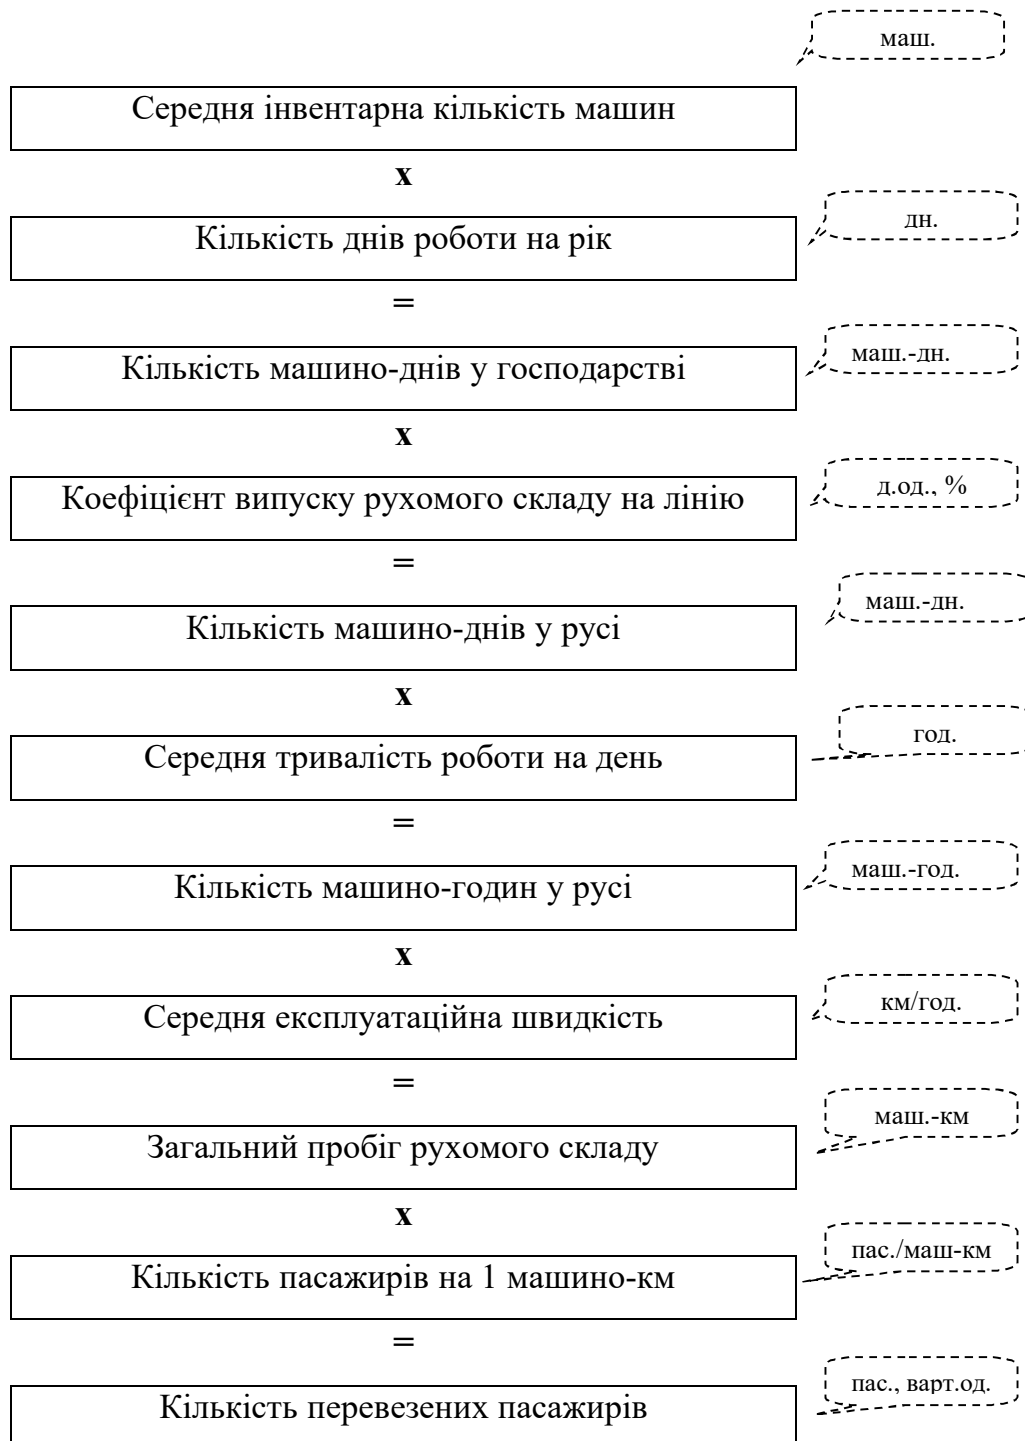 маш.
Середня інвентарна кількість машин
х
дн.
Кількість днів роботи на рік
=
маш.-дн.
Кількість машино-днів у господарстві
х
д.од., %
Коефіцієнт випуску рухомого складу на лінію
=
маш.-дн.
Кількість машино-днів у русі
х
год.
Середня тривалість роботи на день
=
маш.-год.
Кількість машино-годин у русі
х
км/год.
Середня експлуатаційна швидкість
=
маш.-км
Загальний пробіг рухомого складу
х
пас./маш-км
Кількість пасажирів на 1 машино-км
=
пас., варт.од.
Кількість перевезених пасажирів